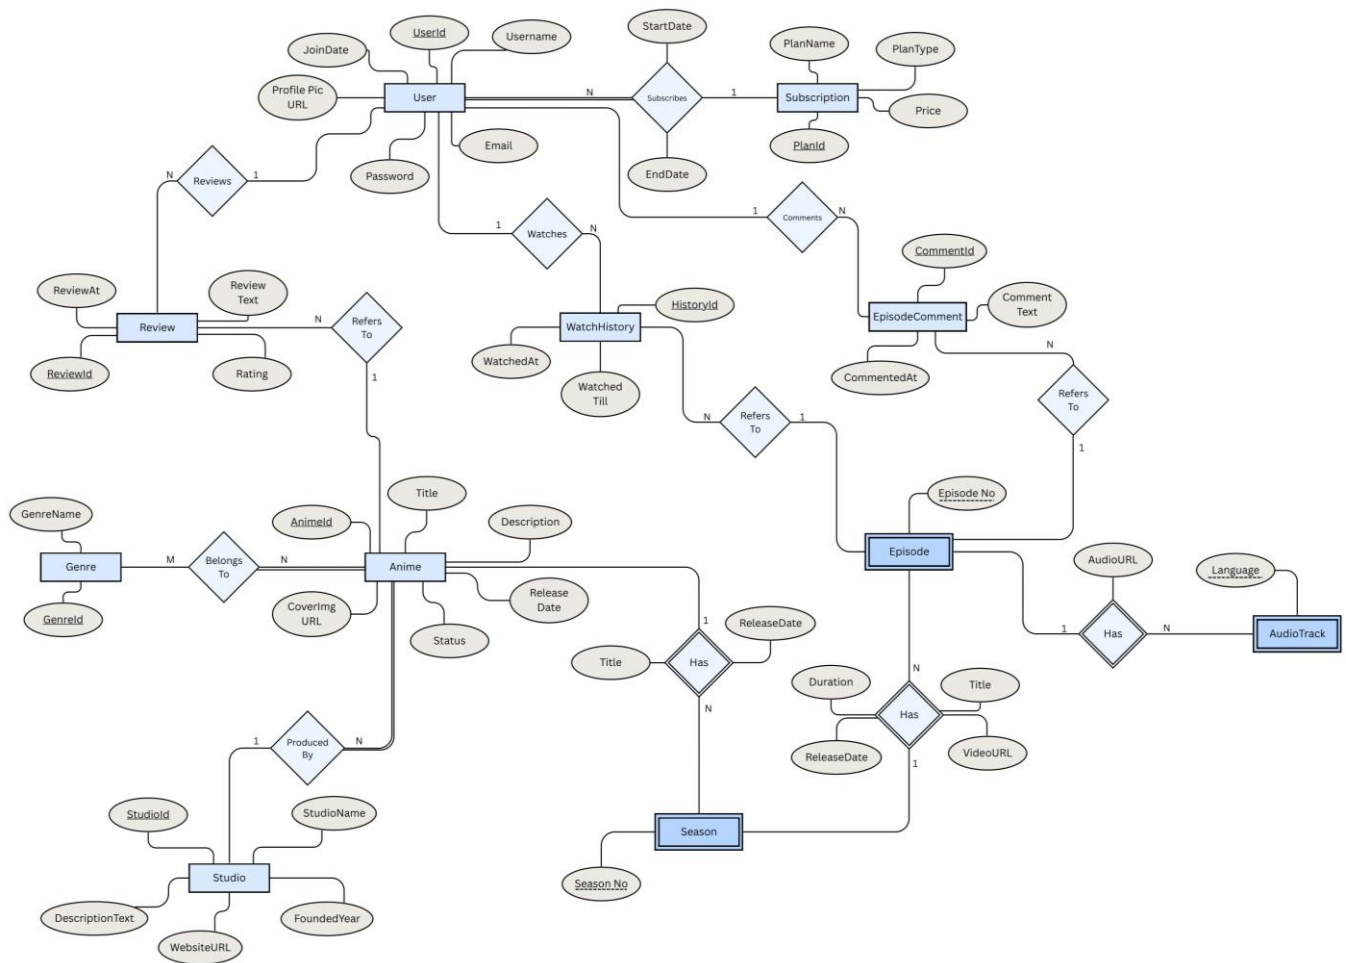 UserId
StartDate
JoinDate
Username
PlanName
PlanType
Profile Pic
URL
User
N
Subscribes
1
Subscription
Price
Email
PlanId
Password
EndDate
N
Reviews
1
1
Watches
N
1
Comments
N
CommentId
ReviewAt
Review
Text
HistoryId
Comment
Text
Review
N
Refers
To
WatchHistory
EpisodeComment
ReviewId
Rating
1
WatchedAt
Watched
Till
CommentedAt
N
Refers
To
1
N
Refers
To
1
Title
Episode No
GenreName
AnimeId
Description
Genre
M
Belongs
To
N
Anime
Episode
AudioURL
Language
GenreId
CoverImg
URL
Status
Release
Date
1
ReleaseDate
1
Has
N
AudioTrack
Title
Has
N
N
Duration
Title
Has
ReleaseDate
VideoURL
1
1
Produced
By
N
StudioId
StudioName
Season
Studio
Season No
DescriptionText
FoundedYear
WebsiteURL